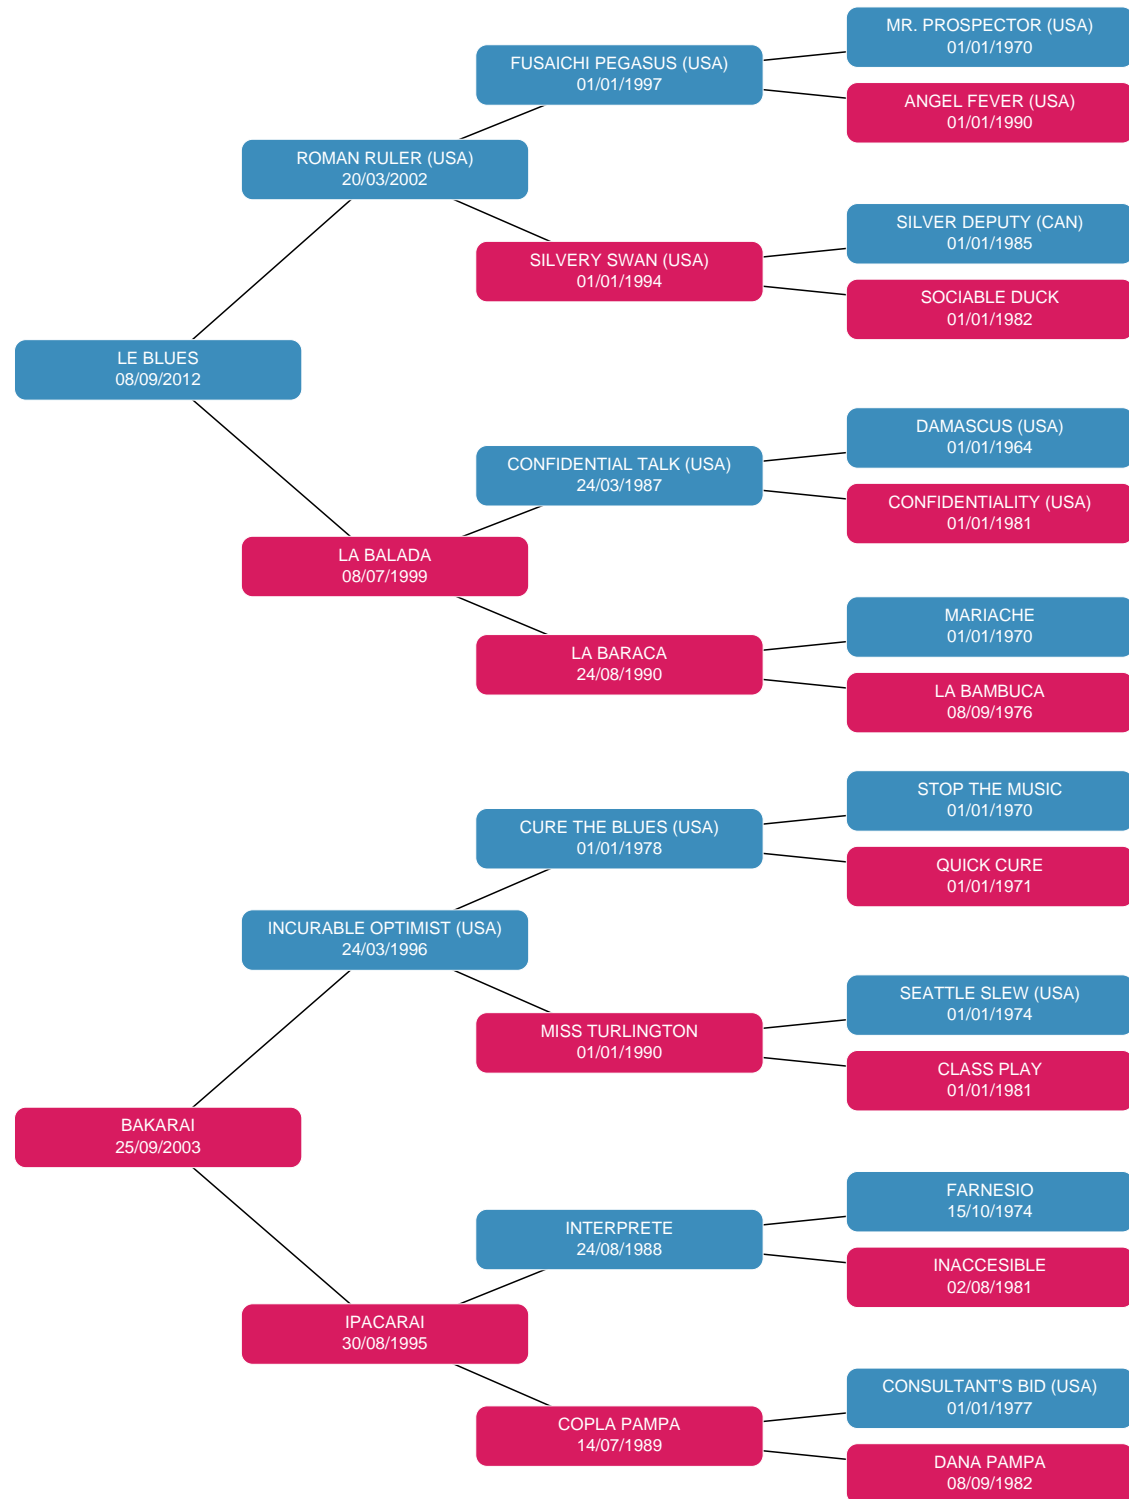 MR. PROSPECTOR (USA)
01/01/1970
FUSAICHI PEGASUS (USA)
01/01/1997
ANGEL FEVER (USA)
01/01/1990
ROMAN RULER (USA)
20/03/2002
SILVER DEPUTY (CAN)
01/01/1985
SILVERY SWAN (USA)
01/01/1994
SOCIABLE DUCK
01/01/1982
LE BLUES
08/09/2012
DAMASCUS (USA)
01/01/1964
CONFIDENTIAL TALK (USA)
24/03/1987
CONFIDENTIALITY (USA)
01/01/1981
LA BALADA
08/07/1999
MARIACHE
01/01/1970
LA BARACA
24/08/1990
LA BAMBUCA
08/09/1976
STOP THE MUSIC
01/01/1970
CURE THE BLUES (USA)
01/01/1978
QUICK CURE
01/01/1971
INCURABLE OPTIMIST (USA)
24/03/1996
SEATTLE SLEW (USA)
01/01/1974
MISS TURLINGTON
01/01/1990
CLASS PLAY
01/01/1981
BAKARAI
25/09/2003
FARNESIO
15/10/1974
INTERPRETE
24/08/1988
INACCESIBLE
02/08/1981
IPACARAI
30/08/1995
CONSULTANT'S BID (USA)
01/01/1977
COPLA PAMPA
14/07/1989
DANA PAMPA
08/09/1982